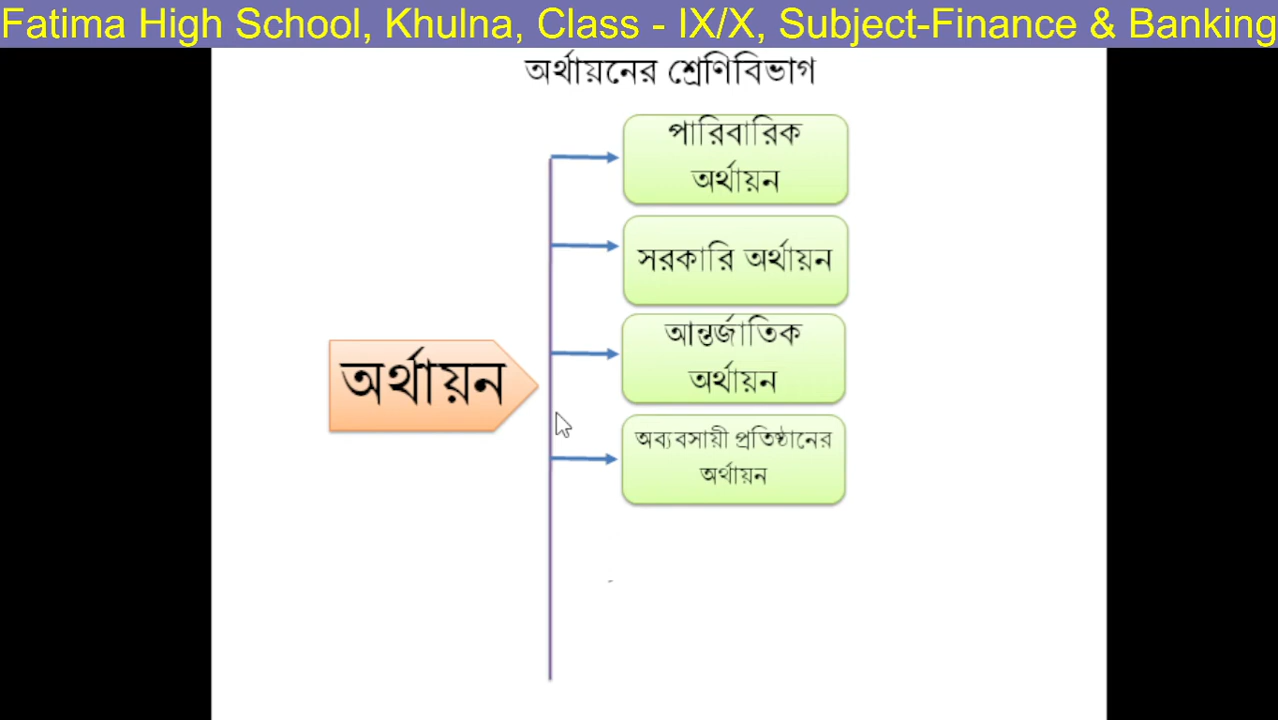 Fatima High School, Khulna, Class - IX/X, Subject-Finance & Banking
অর্থায়নের শ্রেণিবিভাগ
পারিবারিক
অর্থায়ন
সরকারি অর্থায়ন
আন্তর্জাতিক
অর্থায়ন
অর্থায়ন
অব্যবসায়ী প্রতিষ্ঠানের
অর্থায়ন